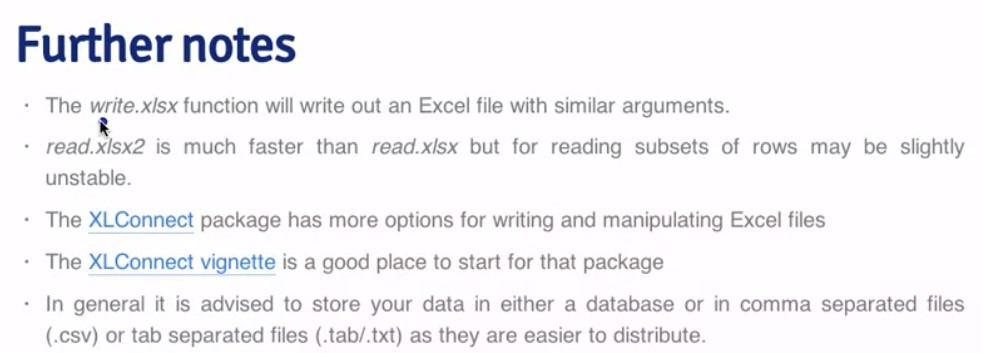 Further notes
· The write.xlsx function will write out an Excel file with similar arguments.
· read.xlsx2 is much faster than read.xlsx but for reading subsets of rows may be slightly
unstable.
· The XLConnect package has more options for writing and manipulating Excel files
· The XLConnect vignette is a good place to start for that package
· In general it is advised to store your data in either a database or in comma separated files
(.csv) or tab separated files (.tab/.txt) as they are easier to distribute.